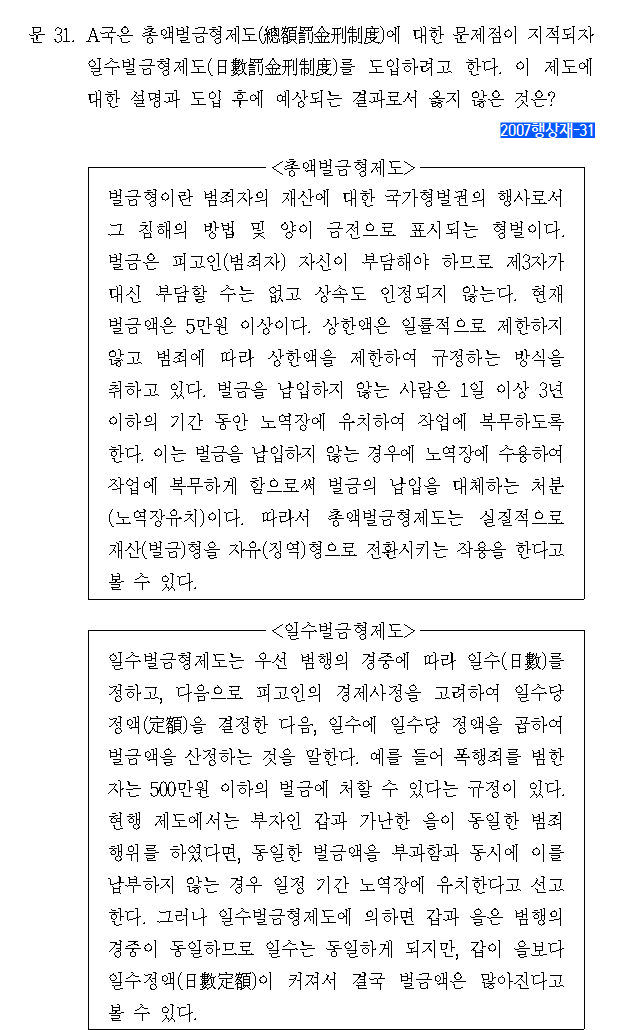 문 31. A국은 총액벌금형제도(總額罰金刑制度)에 대한 문제점이 지적되자
일수벌금형제도(日數罰金刑制度)를 도입하려고 한다. 이 제도에
대한 설명과 도입 후에 예상되는 결과로서 옳지 않은 것은?
2007행상재-31
<총액벌금형제도>
벌금형이란 범죄자의 재산에 대한 국가형벌권의 행사로서
그 침해의 방법 및 양이 금전으로 표시되는 형벌이다.
벌금은 피고인(범죄자) 자신이 부담해야 하므로 제3자가
대신 부담할 수는 없고 상속도 인정되지 않는다. 현재
벌금액은 5만원 이상이다. 상한액은 일률적으로 제한하지
않고 범죄에 따라 상한액을 제한하여 규정하는 방식을
취하고 있다. 벌금을 납입하지 않는 사람은 1일 이상 3년
이하의 기간 동안 노역장에 유치하여 작업에 복무하도록
한다. 이는 벌금을 납입하지 않는 경우에 노역장에 수용하여
작업에 복무하게 함으로써 벌금의 납입을 대체하는 처분
(노역장유치)이다. 따라서 총액벌금형제도는 실질적으로
재산(벌금)형을 자유(징역)형으로 전환시키는 작용을 한다고
볼 수 있다.
<일수벌금형제도>
일수벌금형제도는 우선 범행의 경중에 따라 일수(日數)를
정하고, 다음으로 피고인의 경제사정을 고려하여 일수당
정액(定額)을 결정한 다음, 일수에 일수당 정액을 곱하여
벌금액을 산정하는 것을 말한다. 예를 들어 폭행죄를 범한
자는 500만원 이하의 벌금에 처할 수 있다는 규정이 있다.
현행 제도에서는 부자인 갑과 가난한 을이 동일한 범죄
행위를 하였다면, 동일한 벌금액을 부과함과 동시에 이를
납부하지 않는 경우 일정 기간 노역장에 유치한다고 선고
한다. 그러나 일수벌금형제도에 의하면 갑과 을은 범행의
경중이 동일하므로 일수는 동일하게 되지만, 갑이 을보다
일수정액(日數定額)이 커져서 결국 벌금액은 많아진다고
볼 수 있다.